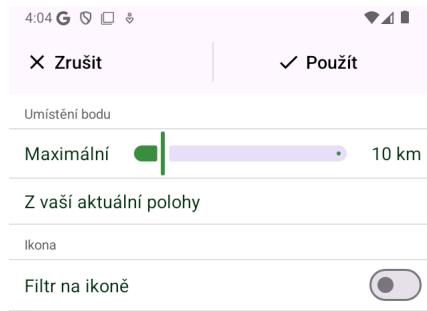 4:04
Zrušit
Použít
Umístění bodu
Maximální 10 km
Z vaší aktuální polohy
Ikona
Filtr na ikoně